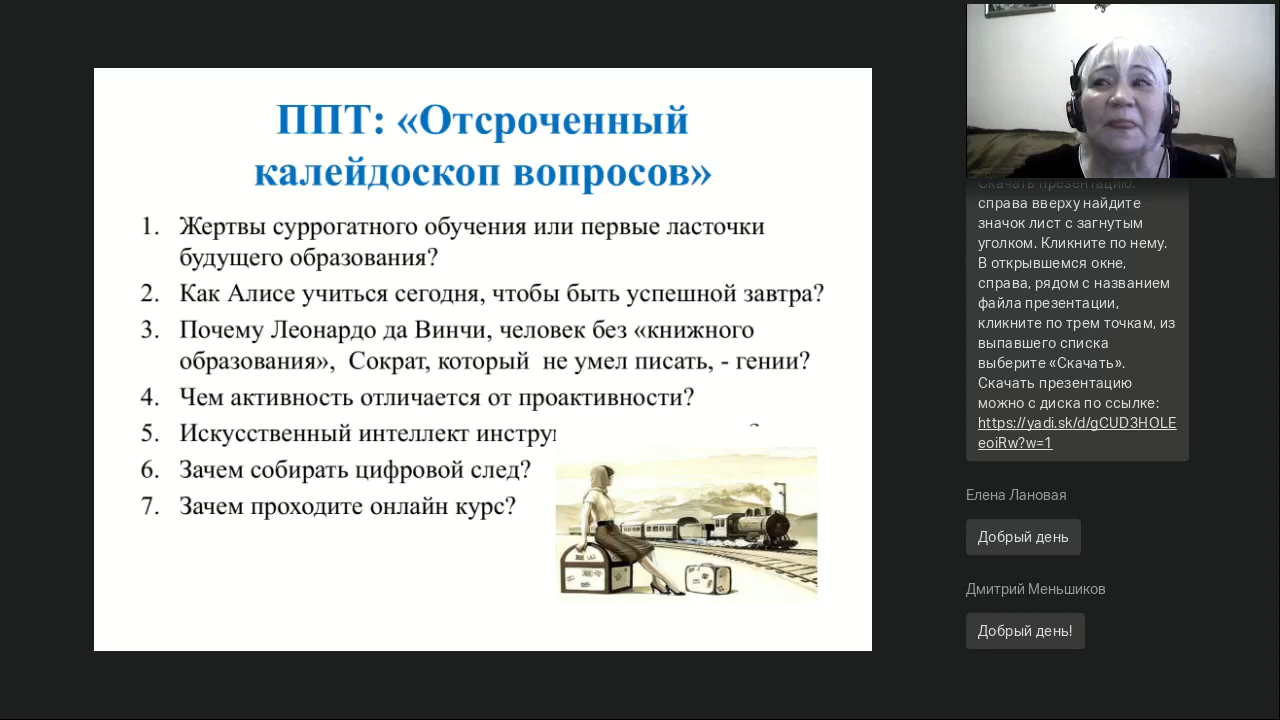 ППТ: «Отсроченный
калейдоскоп вопросов»
1. Жертвы суррогатного обучения или первые ласточки
будущего образования?
2. Как Алисе учиться сегодня, чтобы быть успешной завтра?
3. Почему Леонардо да Винчи, человек без «книжного
образования», Сократ, который не умел писать, - гении?
4. Чем активность отличается от проактивности?
5. Искусственный интеллект
6. Зачем собирать цифровой след?
7. Зачем проходите онлайн курс?
Скачать презентацию:
справа вверху найдите
значок лист с загнутым
уголком. Кликните по нему.
В открывшемся окне,
справа, рядом с названием
файла презентации,
кликните по трем точкам, из
выпавшего списка
выберите «Скачать».
Скачать презентацию
можно с диска по ссылке:
https://yadi.sk/d/gCUD3HOLE
eoiRw?w=1
Елена Лановая
Добрый день
Дмитрий Меньшиков
Добрый день!